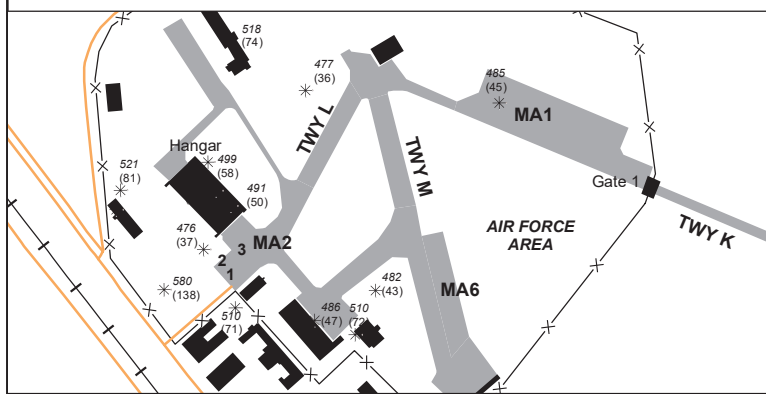 518
(74)
477
(36)
485
(45)
MA1
TWY L
TWY M
Hangar
499
(58)
521
(81)
491
(50)
Gate 1
476
(37)
MA2
3
2
1
AIR FORCE
AREA
TWY K
580
(138)
482
(43)
MA6
510
(71)
486
(47)
510
(72)